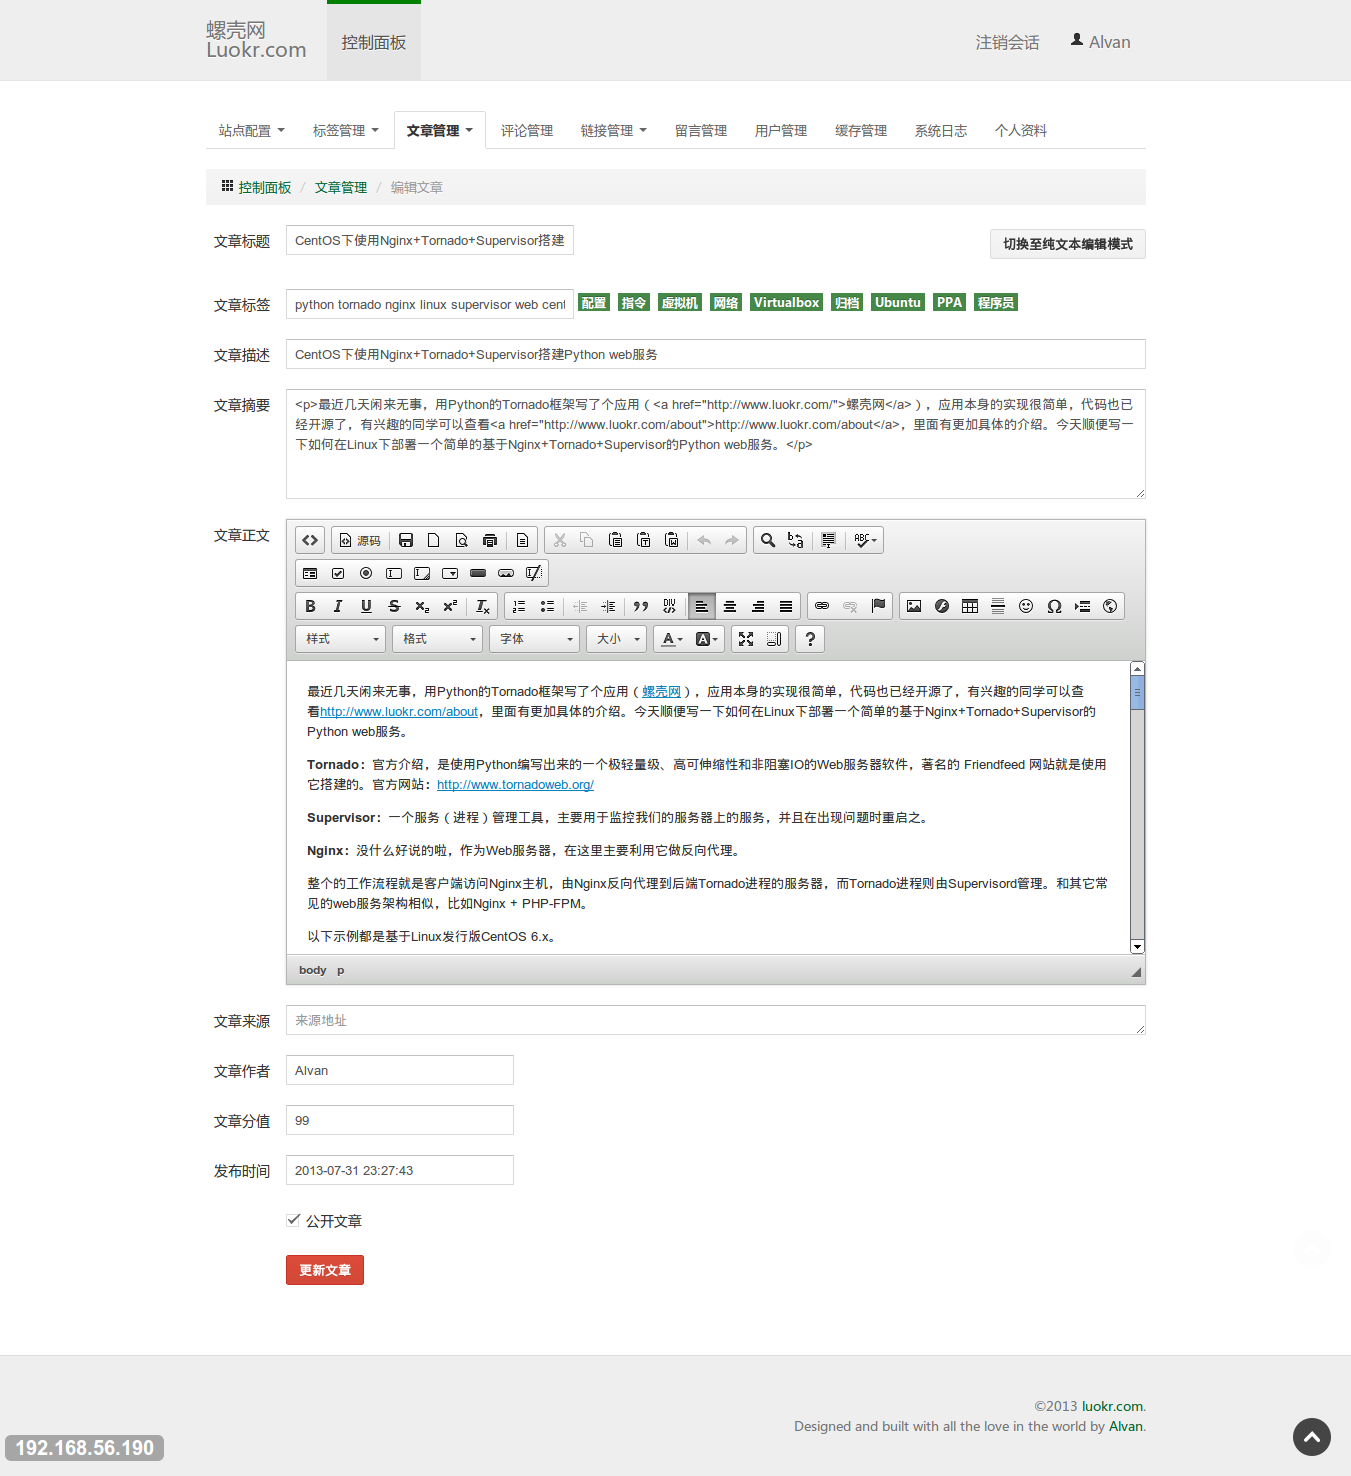 螺壳网
Luokr.com
控制面板
注销会话
Alvan
站点配置 标签管理 文章管理 评论管理 链接管理 留言管理 用户管理 缓存管理 系统日志 个人资料
控制面板 / 文章管理 / 编辑文章
文章标题 CentOS下使用Nginx+Tornado+Supervisor搭建
切换至纯文本编辑模式
文章标签 python tornado nginx linux supervisor web cent 配置 指令 虚拟机 网络 Virtualbox 归档 Ubuntu PPA 程序员
文章描述 CentOS下使用Nginx+Tornado+Supervisor搭建Python web服务
文章摘要 <p>最近几天闲来无事，用Python的Tornado框架写了个应用（<a href="http://www.luokr.com/">螺壳网</a>），应用本身的实现很简单，代码也已
经开源了，有兴趣的同学可以查看<a href="http://www.luokr.com/about">http://www.luokr.com/about</a>，里面有更加具体的介绍。今天顺便写一
下如何在Linux下部署一个简单的基于Nginx+Tornado+Supervisor的Python web服务。</p>
文章正文
源码
样式 格式 字体 大小
最近几天闲来无事，用Python的Tornado框架写了个应用（螺壳网），应用本身的实现很简单，代码也已经开源了，有兴趣的同学可以查
看http://www.luokr.com/about，里面有更加具体的介绍。今天顺便写一下如何在Linux下部署一个简单的基于Nginx+Tornado+Supervisor的
Python web服务。
Tornado：官方介绍，是使用Python编写出来的一个极轻量级、高可伸缩性和非阻塞IO的Web服务器软件，著名的 Friendfeed 网站就是使用
它搭建的。官方网站：http://www.tornadoweb.org/
Supervisor：一个服务（进程）管理工具，主要用于监控我们的服务器上的服务，并且在出现问题时重启之。
Nginx：没什么好说的啦，作为Web服务器，在这里主要利用它做反向代理。
整个的工作流程就是客户端访问Nginx主机，由Nginx反向代理到后端Tornado进程的服务器，而Tornado进程则由Supervisord管理。和其它常
见的web服务架构相似，比如Nginx + PHP-FPM。
以下示例都是基于Linux发行版CentOS 6.x。
body p
文章来源 来源地址
文章作者 Alvan
文章分值 99
发布时间 2013-07-31 23:27:43
公开文章
更新文章
©2013 luokr.com.
Designed and built with all the love in the world by Alvan.
192.168.56.190